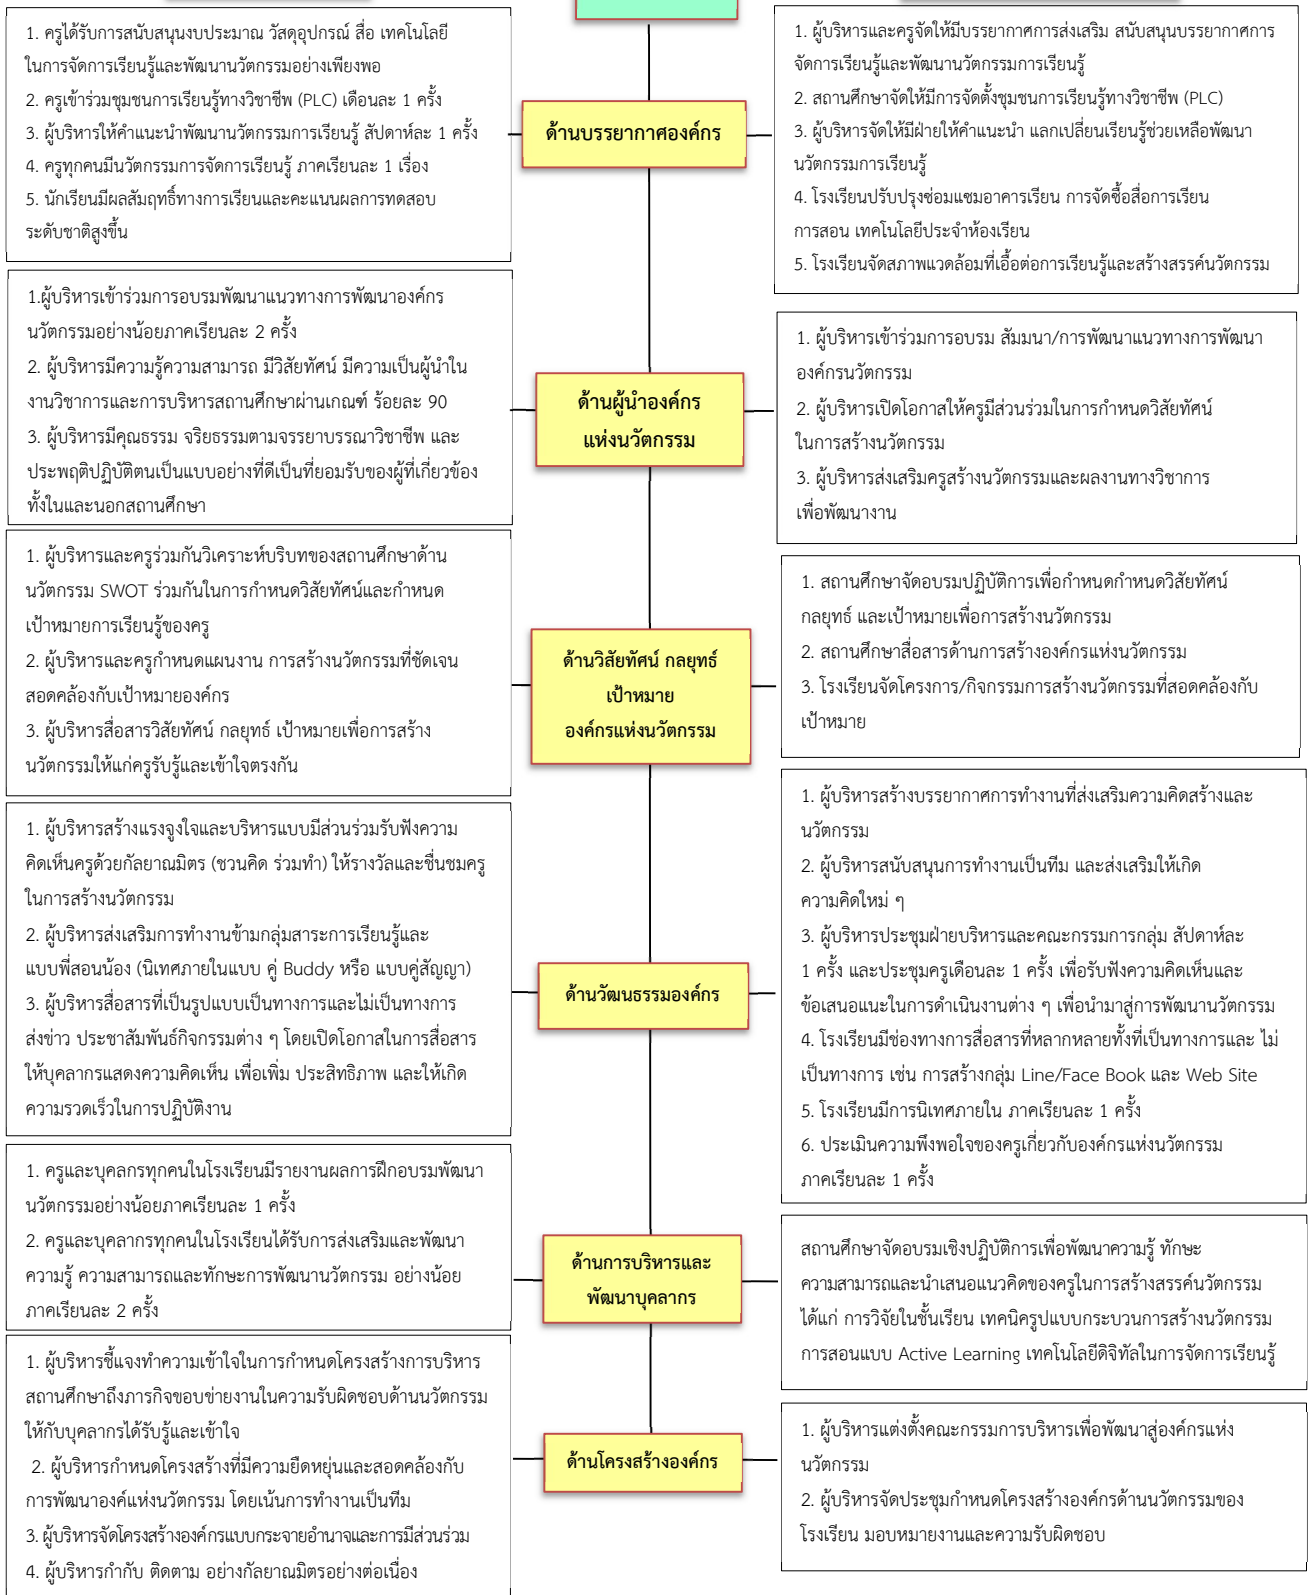 1. ครูได้รับการสนับสนุนงบประมาณ วัสดุอุปกรณ์ สื่อ เทคโนโลยี
ในการจัดการเรียนรู้และพัฒนานวัตกรรมอย่างเพียงพอ
2. ครูเข้าร่วมชุมชนการเรียนรู้ทางวิชาชีพ (PLC) เดือนละ 1 ครั้ง
3. ผู้บริหารให้คำแนะนำพัฒนานวัตกรรมการเรียนรู้ สัปดาห์ละ 1 ครั้ง
4. ครูทุกคนมีนวัตกรรมการจัดการเรียนรู้ ภาคเรียนละ 1 เรื่อง
5. นักเรียนมีผลสัมฤทธิ์ทางการเรียนและคะแนนผลการทดสอบ
ระดับชาติสูงขึ้น
ด้านบรรยากาศองค์กร
1. ผู้บริหารและครูจัดให้มีบรรยากาศการส่งเสริม สนับสนุนบรรยากาศการ
จัดการเรียนรู้และพัฒนานวัตกรรมการเรียนรู้
2. สถานศึกษาจัดให้มีการจัดตั้งชุมชนการเรียนรู้ทางวิชาชีพ (PLC)
3. ผู้บริหารจัดให้มีฝ่ายให้คำแนะนำ แลกเปลี่ยนเรียนรู้ช่วยเหลือพัฒนา
นวัตกรรมการเรียนรู้
4. โรงเรียนปรับปรุงซ่อมแซมอาคารเรียน การจัดซื้อสื่อการเรียน
การสอน เทคโนโลยีประจำห้องเรียน
5. โรงเรียนจัดสภาพแวดล้อมที่เอื้อต่อการเรียนรู้และสร้างสรรค์นวัตกรรม
1.ผู้บริหารเข้าร่วมการอบรมพัฒนาแนวทางการพัฒนาองค์กร
นวัตกรรมอย่างน้อยภาคเรียนละ 2 ครั้ง
2. ผู้บริหารมีความรู้ความสามารถ มีวิสัยทัศน์ มีความเป็นผู้นำใน
งานวิชาการและการบริหารสถานศึกษาผ่านเกณฑ์ ร้อยละ 90
3. ผู้บริหารมีคุณธรรม จริยธรรมตามจรรยาบรรณาวิชาชีพ และ
ประพฤติปฏิบัติตนเป็นแบบอย่างที่ดีเป็นที่ยอมรับของผู้ที่เกี่ยวข้อง
ทั้งในและนอกสถานศึกษา
ด้านผู้นำองค์กร
แห่งนวัตกรรม
1. ผู้บริหารเข้าร่วมการอบรม สัมมนา/การพัฒนาแนวทางการพัฒนา
องค์กรนวัตกรรม
2. ผู้บริหารเปิดโอกาสให้ครูมีส่วนร่วมในการกำหนดวิสัยทัศน์
ในการสร้างนวัตกรรม
3. ผู้บริหารส่งเสริมครูสร้างนวัตกรรมและผลงานทางวิชาการ
เพื่อพัฒนางาน
1. ผู้บริหารและครูร่วมกันวิเคราะห์บริบทของสถานศึกษาด้าน
นวัตกรรม SWOT ร่วมกันในการกำหนดวิสัยทัศน์และกำหนด
เป้าหมายการเรียนรู้ของครู
2. ผู้บริหารและครูกำหนดแผนงาน การสร้างนวัตกรรมที่ชัดเจน
สอดคล้องกับเป้าหมายองค์กร
3. ผู้บริหารสื่อสารวิสัยทัศน์ กลยุทธ์ เป้าหมายเพื่อการสร้าง
นวัตกรรมให้แก่ครูรับรู้และเข้าใจตรงกัน
ด้านวิสัยทัศน์ กลยุทธ์
เป้าหมาย
องค์กรแห่งนวัตกรรม
1. สถานศึกษาจัดอบรมปฏิบัติการเพื่อกำหนดกำหนดวิสัยทัศน์
กลยุทธ์ และเป้าหมายเพื่อการสร้างนวัตกรรม
2. สถานศึกษาสื่อสารด้านการสร้างองค์กรแห่งนวัตกรรม
3. โรงเรียนจัดโครงการ/กิจกรรมการสร้างนวัตกรรมที่สอดคล้องกับ
เป้าหมาย
1. ผู้บริหารสร้างแรงจูงใจและบริหารแบบมีส่วนร่วมรับฟังความ
คิดเห็นครูด้วยกัลยาณมิตร (ชวนคิด ร่วมทำ) ให้รางวัลและชื่นชมครู
ในการสร้างนวัตกรรม
2. ผู้บริหารส่งเสริมการทำงานข้ามกลุ่มสาระการเรียนรู้และ
แบบพี่สอนน้อง (นิเทศภายในแบบ คู่ Buddy หรือ แบบคู่สัญญา)
3. ผู้บริหารสื่อสารที่เป็นรูปแบบเป็นทางการและไม่เป็นทางการ
ส่งข่าว ประชาสัมพันธ์กิจกรรมต่าง ๆ โดยเปิดโอกาสในการสื่อสาร
ให้บุคลากรแสดงความคิดเห็น เพื่อเพิ่ม ประสิทธิภาพ และให้เกิด
ความรวดเร็วในการปฏิบัติงาน
ด้านวัฒนธรรมองค์กร
1. ผู้บริหารสร้างบรรยากาศการทำงานที่ส่งเสริมความคิดสร้างและ
นวัตกรรม
2. ผู้บริหารสนับสนุนการทำงานเป็นทีม และส่งเสริมให้เกิด
ความคิดใหม่ ๆ
3. ผู้บริหารประชุมฝ่ายบริหารและคณะกรรมการกลุ่ม สัปดาห์ละ
1 ครั้ง และประชุมครูเดือนละ 1 ครั้ง เพื่อรับฟังความคิดเห็นและ
ข้อเสนอแนะในการดำเนินงานต่าง ๆ เพื่อนำมาสู่การพัฒนานวัตกรรม
4. โรงเรียนมีช่องทางการสื่อสารที่หลากหลายทั้งที่เป็นทางการและ ไม่
เป็นทางการ เช่น การสร้างกลุ่ม Line/Face Book และ Web Site
5. โรงเรียนมีการนิเทศภายใน ภาคเรียนละ 1 ครั้ง
6. ประเมินความพึงพอใจของครูเกี่ยวกับองค์กรแห่งนวัตกรรม
ภาคเรียนละ 1 ครั้ง
1. ครูและบุคลกรทุกคนในโรงเรียนมีรายงานผลการฝึกอบรมพัฒนา
นวัตกรรมอย่างน้อยภาคเรียนละ 1 ครั้ง
2. ครูและบุคลากรทุกคนในโรงเรียนได้รับการส่งเสริมและพัฒนา
ความรู้ ความสามารถและทักษะการพัฒนานวัตกรรม อย่างน้อย
ภาคเรียนละ 2 ครั้ง
ด้านการบริหารและ
พัฒนาบุคลากร
สถานศึกษาจัดอบรมเชิงปฏิบัติการเพื่อพัฒนาความรู้ ทักษะ
ความสามารถและนำเสนอแนวคิดของครูในการสร้างสรรค์นวัตกรรม
ได้แก่ การวิจัยในชั้นเรียน เทคนิครูปแบบกระบวนการสร้างนวัตกรรม
การสอนแบบ Active Learning เทคโนโลยีดิจิทัลในการจัดการเรียนรู้
1. ผู้บริหารชี้แจงทำความเข้าใจในการกำหนดโครงสร้างการบริหาร
สถานศึกษาถึงภารกิจขอบข่ายงานในความรับผิดชอบด้านนวัตกรรม
ให้กับบุคลากรได้รับรู้และเข้าใจ
2. ผู้บริหารกำหนดโครงสร้างที่มีความยืดหยุ่นและสอดคล้องกับ
การพัฒนาองค์แห่งนวัตกรรม โดยเน้นการทำงานเป็นทีม
3. ผู้บริหารจัดโครงสร้างองค์กรแบบกระจายอำนาจและการมีส่วนร่วม
4. ผู้บริหารกำกับ ติดตาม อย่างกัลยาณมิตรอย่างต่อเนื่อง
ด้านโครงสร้างองค์กร
1. ผู้บริหารแต่งตั้งคณะกรรมการบริหารเพื่อพัฒนาสู่องค์กรแห่ง
นวัตกรรม
2. ผู้บริหารจัดประชุมกำหนดโครงสร้างองค์กรด้านนวัตกรรมของ
โรงเรียน มอบหมายงานและความรับผิดชอบ